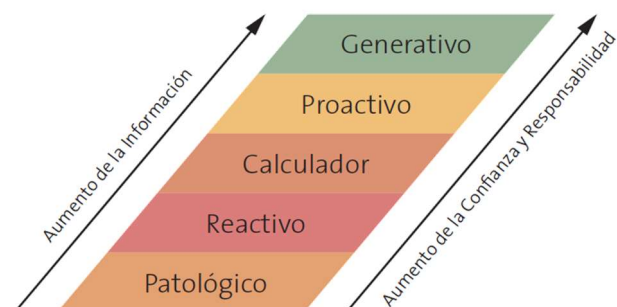 Generativo
Proactivo
Calculador
Reactivo
Patológico
Aumento de la Información
Aumento de la Confianza y Responsabilidad